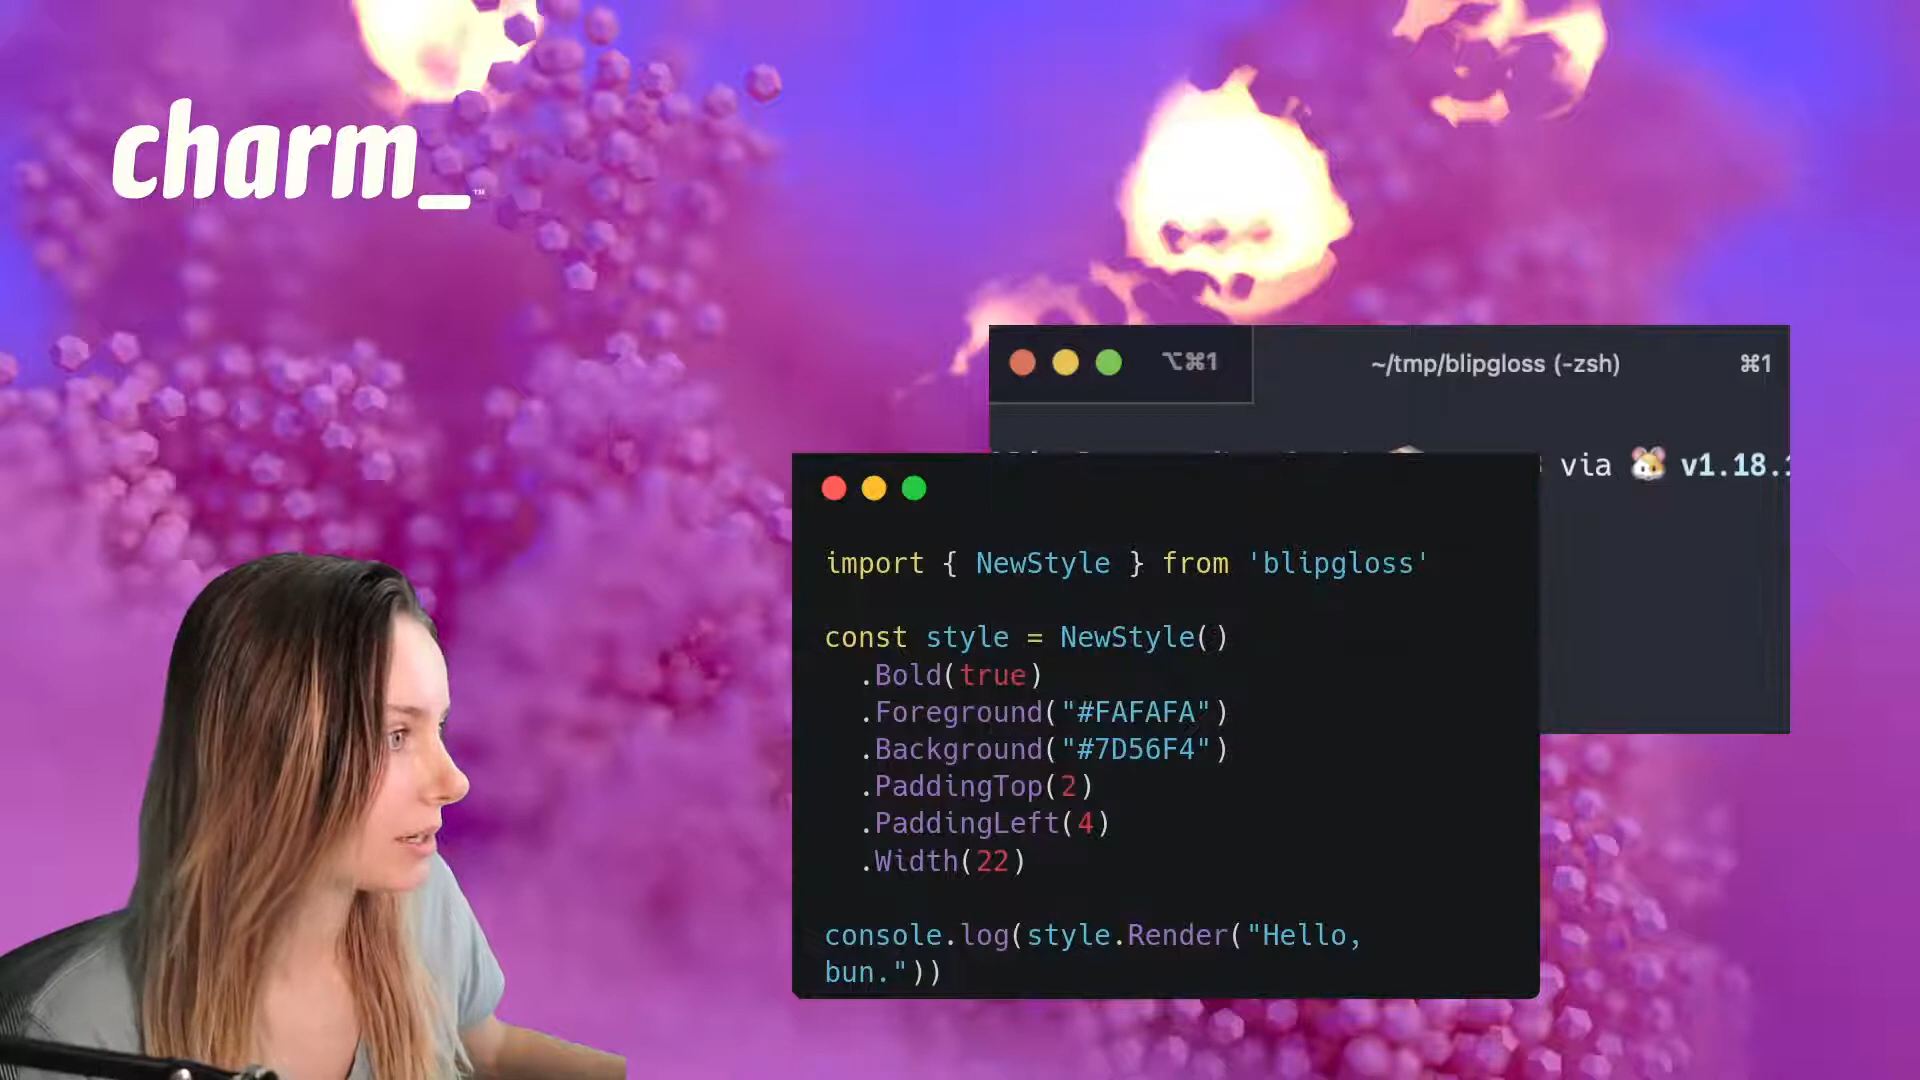 charm_™
⌥⌘1
~/tmp/blipgloss (-zsh)
⌘1
via 🐹 v1.18.
import { NewStyle } from 'blipgloss'
const style = NewStyle()
.Bold(true)
.Foreground("#FAFAFA")
.Background("#7D56F4")
.PaddingTop(2)
.PaddingLeft(4)
.Width(22)
console.log(style.Render("Hello,
bun."))